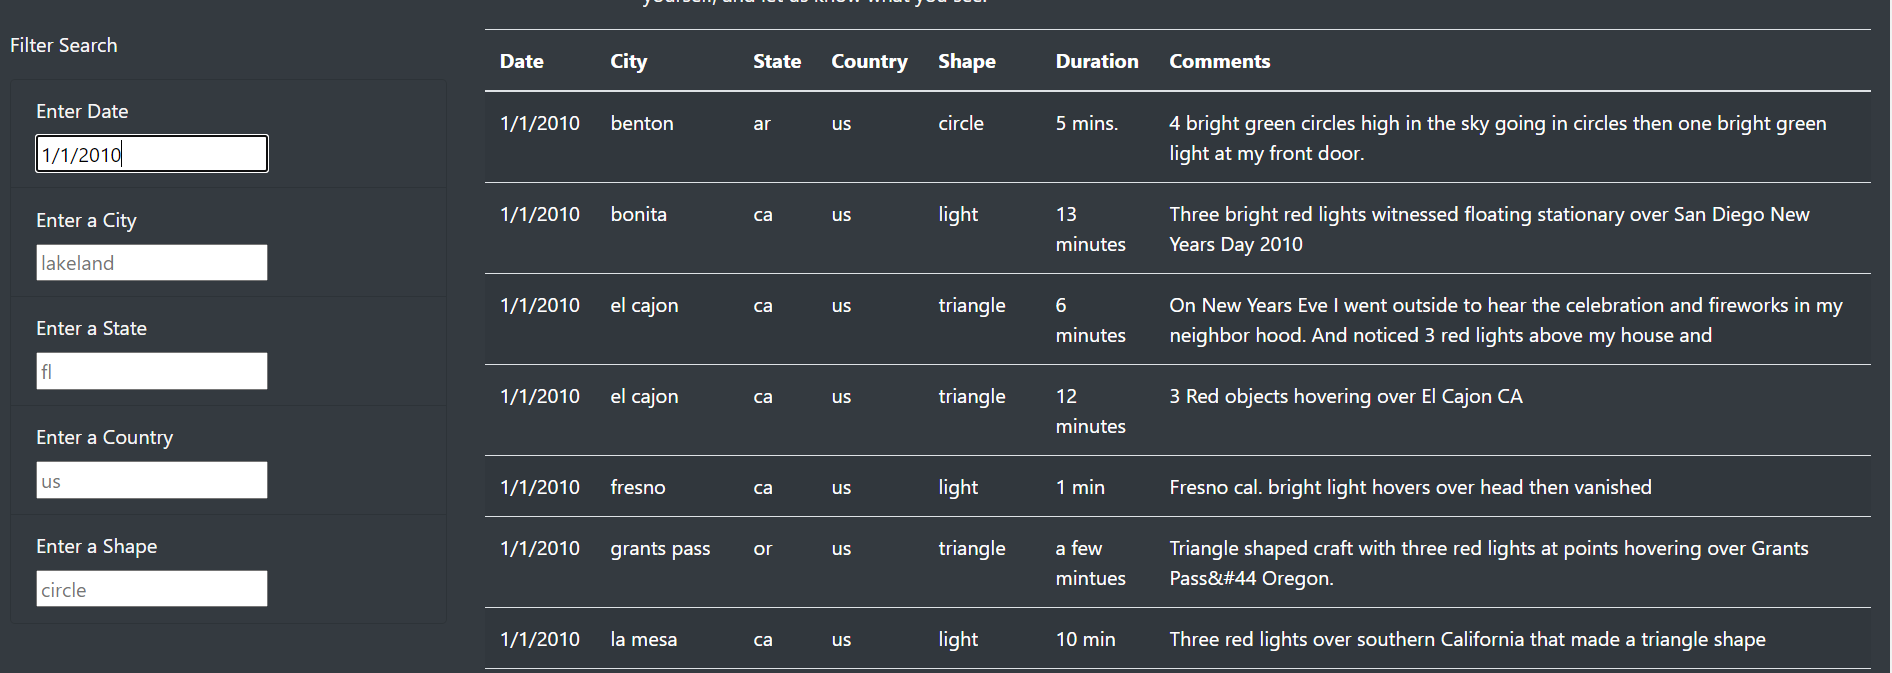 yourself, and let us know what you see!
Filter Search
Enter Date
1/1/2010
Enter a City
lakeland
Enter a State
fl
Enter a Country
us
Enter a Shape
circle
Date City State Country Shape Duration Comments
1/1/2010 benton ar us circle 5 mins. 4 bright green circles high in the sky going in circles then one bright green
light at my front door.
1/1/2010 bonita ca us light 13 Three bright red lights witnessed floating stationary over San Diego New
minutes Years Day 2010
1/1/2010 el cajon ca us triangle 6 On New Years Eve I went outside to hear the celebration and fireworks in my
minutes neighbor hood. And noticed 3 red lights above my house and
1/1/2010 el cajon ca us triangle 12 3 Red objects hovering over El Cajon CA
minutes
1/1/2010 fresno ca us light 1 min Fresno cal. bright light hovers over head then vanished
1/1/2010 grants pass or us triangle a few Triangle shaped craft with three red lights at points hovering over Grants
mintues Pass&#44 Oregon.
1/1/2010 la mesa ca us light 10 min Three red lights over southern California that made a triangle shape